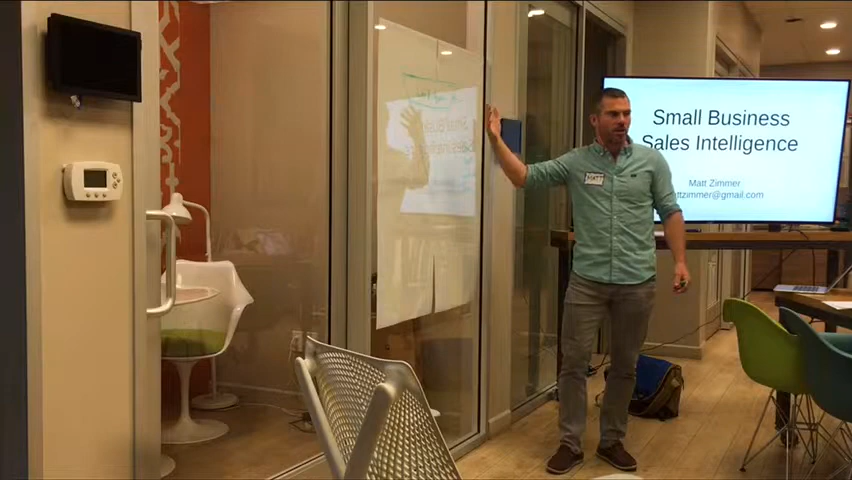 Small Business
Sales Intelligence
Matt Zimmer
mattzimmer@gmail.com
MATT